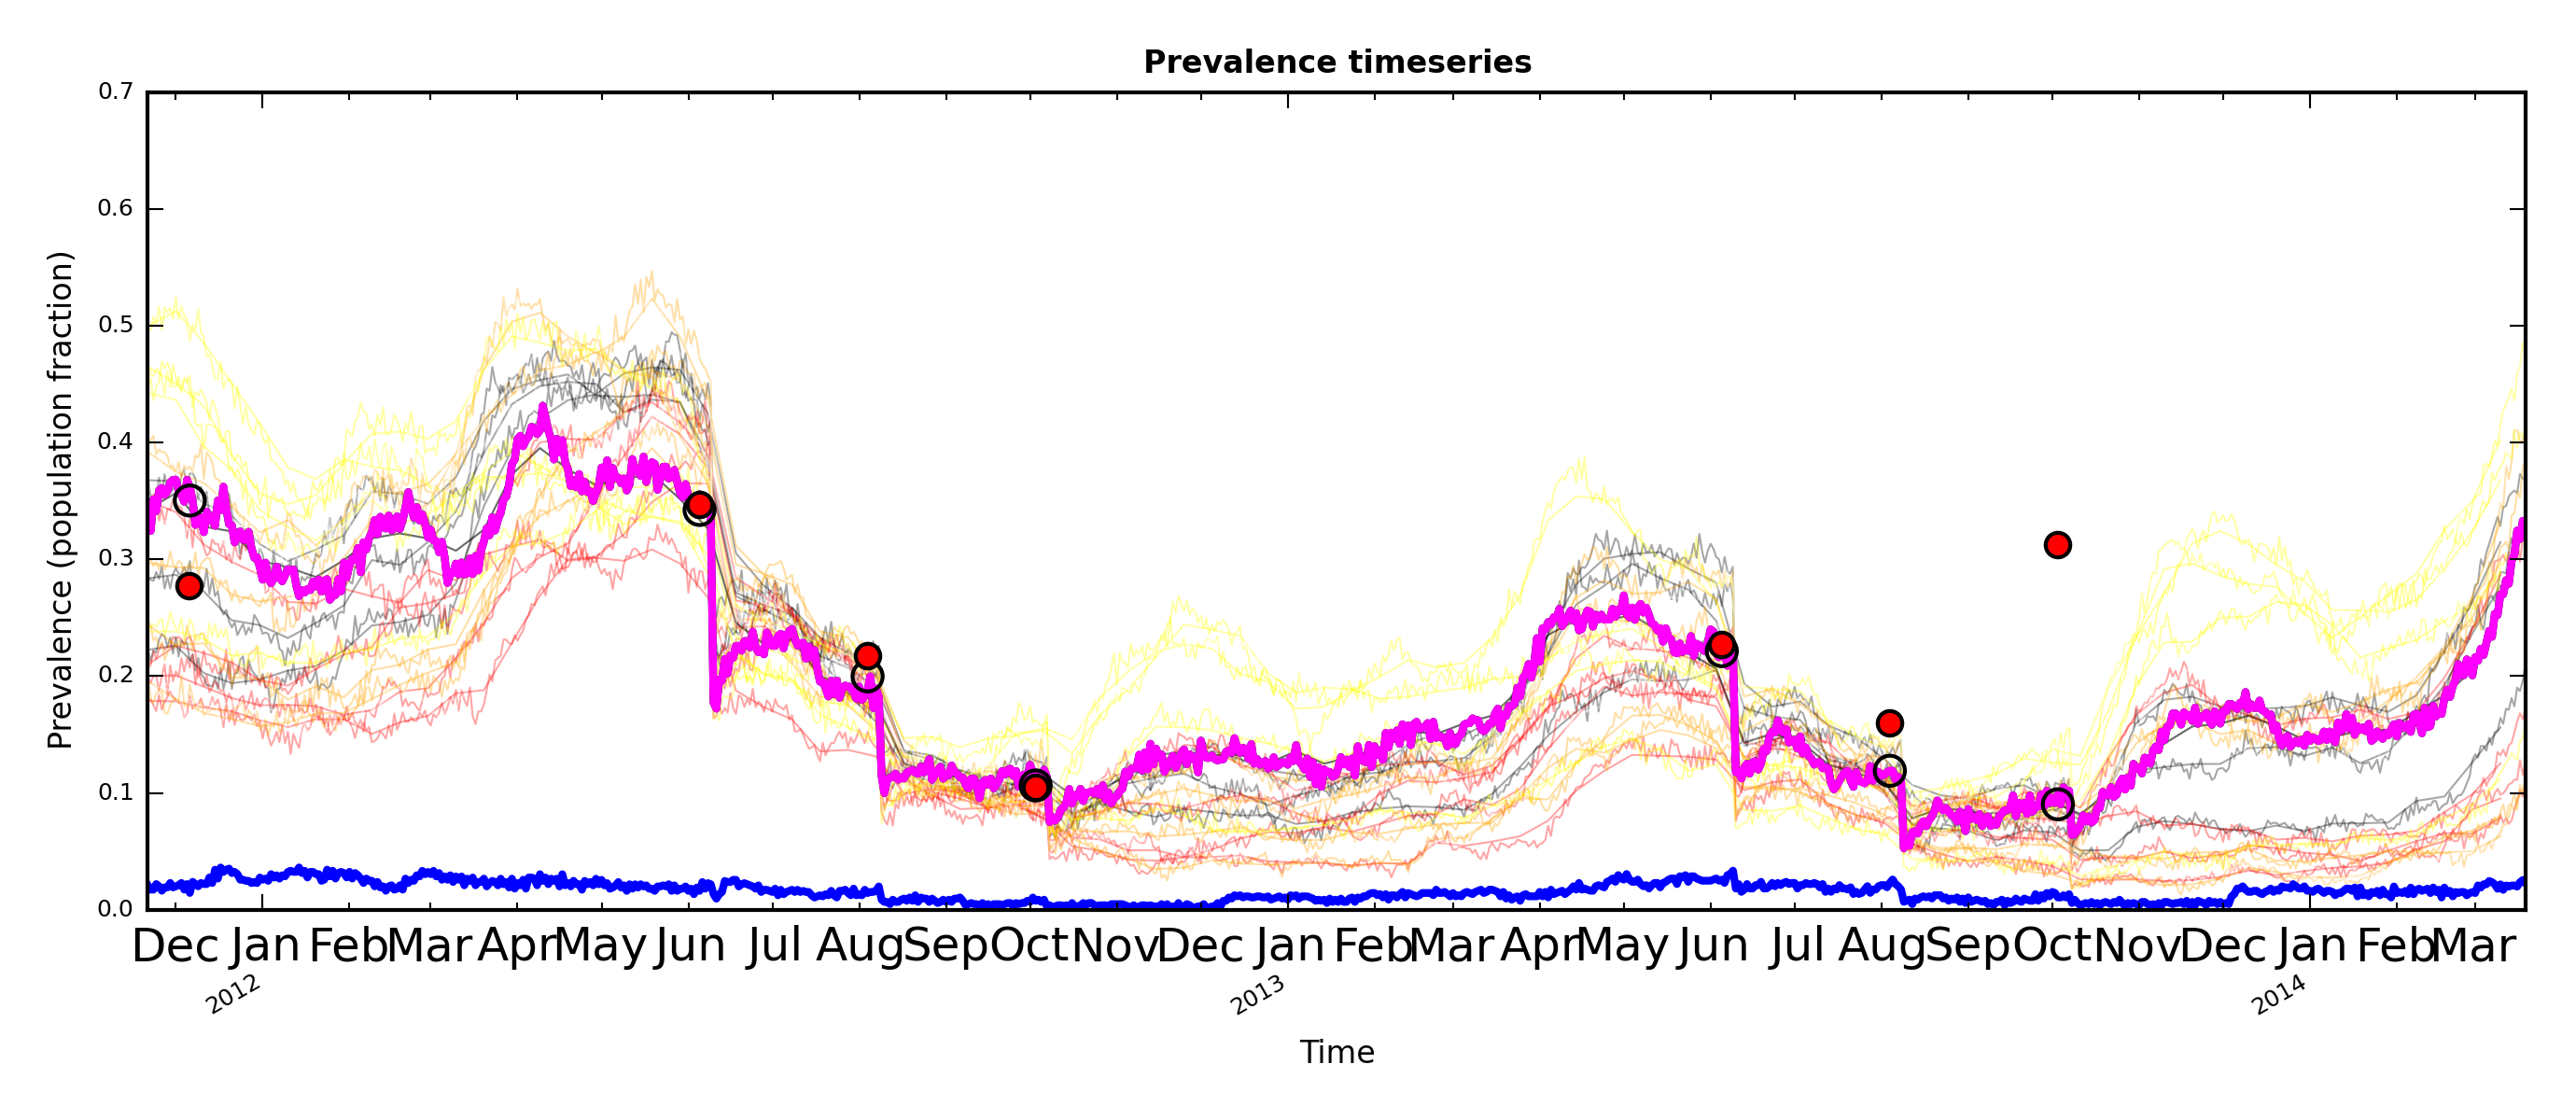 Prevalence timeseries
0.7
0.6
0.5
0.4
0.3
0.2
0.1
0.0
Prevalence (population fraction)
Dec Jan Feb Mar Apr May Jun Jul Aug Sep Oct Nov Dec Jan Feb Mar Apr May Jun Jul Aug Sep Oct Nov Dec Jan Feb Mar
2012 2013 2014
Time